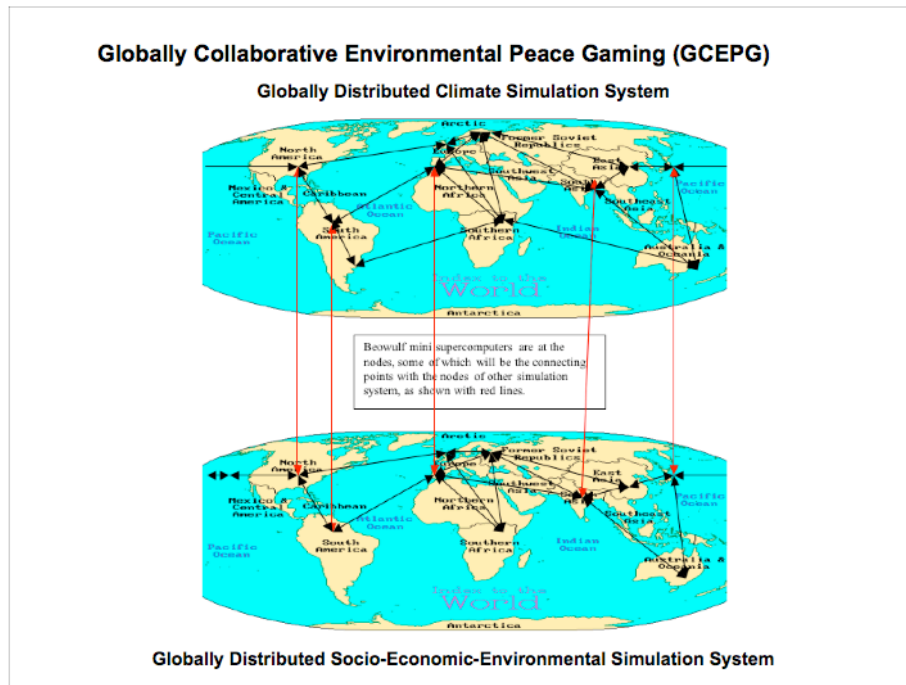 Globally Collaborative Environmental Peace Gaming (GCEPG)
Globally Distributed Climate Simulation System
Arctic
North
America
Former Soviet
Republics
Europe
East
Asia
Southwest
Asia
South
Asia
Pacific
Ocean
Mexico &
Central
America
Caribbean
Northern
Africa
Southeast
Asia
Atlantic
Ocean
Pacific
Ocean
South
America
Southern
Africa
Indian
Ocean
Australia &
Oceania
Index to the
World
Antarctica
Beowulf mini supercomputers are at the
nodes, some of which will be the connecting
points with the nodes of other simulation
system, as shown with red lines.
Arctic
North
America
Former Soviet
Republics
Europe
East
Asia
Southwest
Asia
Mexico &
Central
America
Caribbean
Northern
Africa
Pacific
Ocean
Southeast
Asia
Atlantic
Ocean
Pacific
Ocean
South
America
Southern
Africa
Indian
Ocean
Australia &
Oceania
Index to the
World
Antarctica
Globally Distributed Socio-Economic-Environmental Simulation System